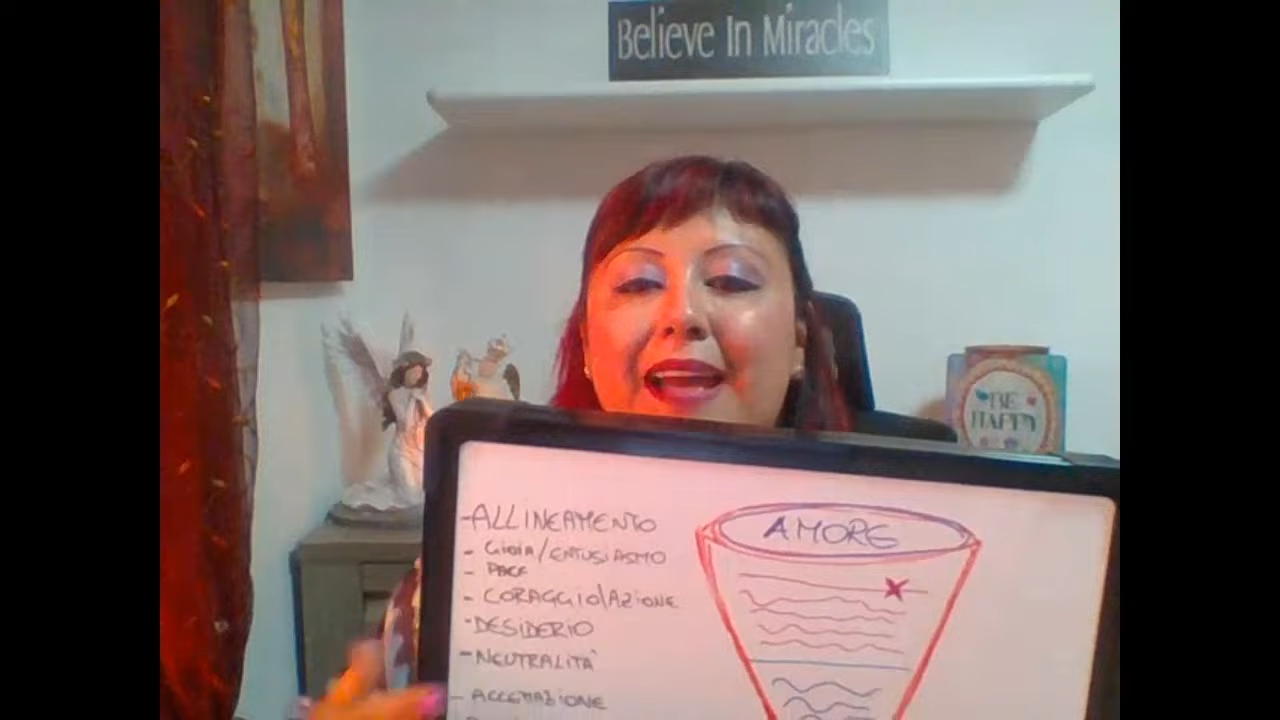 Believe In Miracles
BE
HAPPY
-ALLINEAMENTO
- GIOIA/ENTUSIASMO
- PACE
- CORAGGIO\AZIONE
-DESIDERIO
-NEUTRALITÀ
- ACCETTAZIONE
AMORE
X